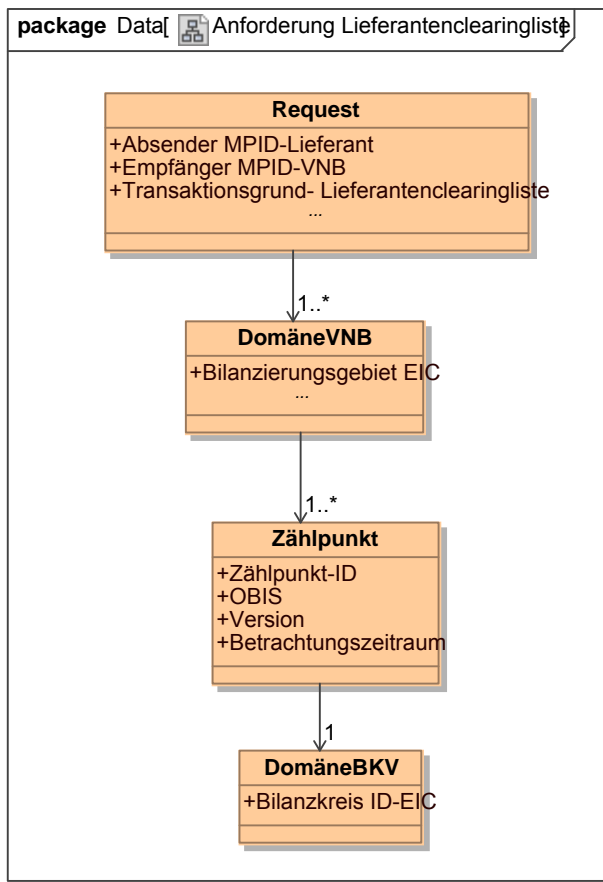 package Data[ Anforderung Lieferantenclearingliste]
Request
+Absender MPID-Lieferant
+Empfänger MPID-VNB
+Transaktionsgrund- Lieferantenclearingliste
...
1..*
DomäneVNB
+Bilanzierungsgebiet EIC
...
1..*
Zählpunkt
+Zählpunkt-ID
+OBIS
+Version
+Betrachtungszeitraum
1
DomäneBKV
+Bilanzkreis ID-EIC